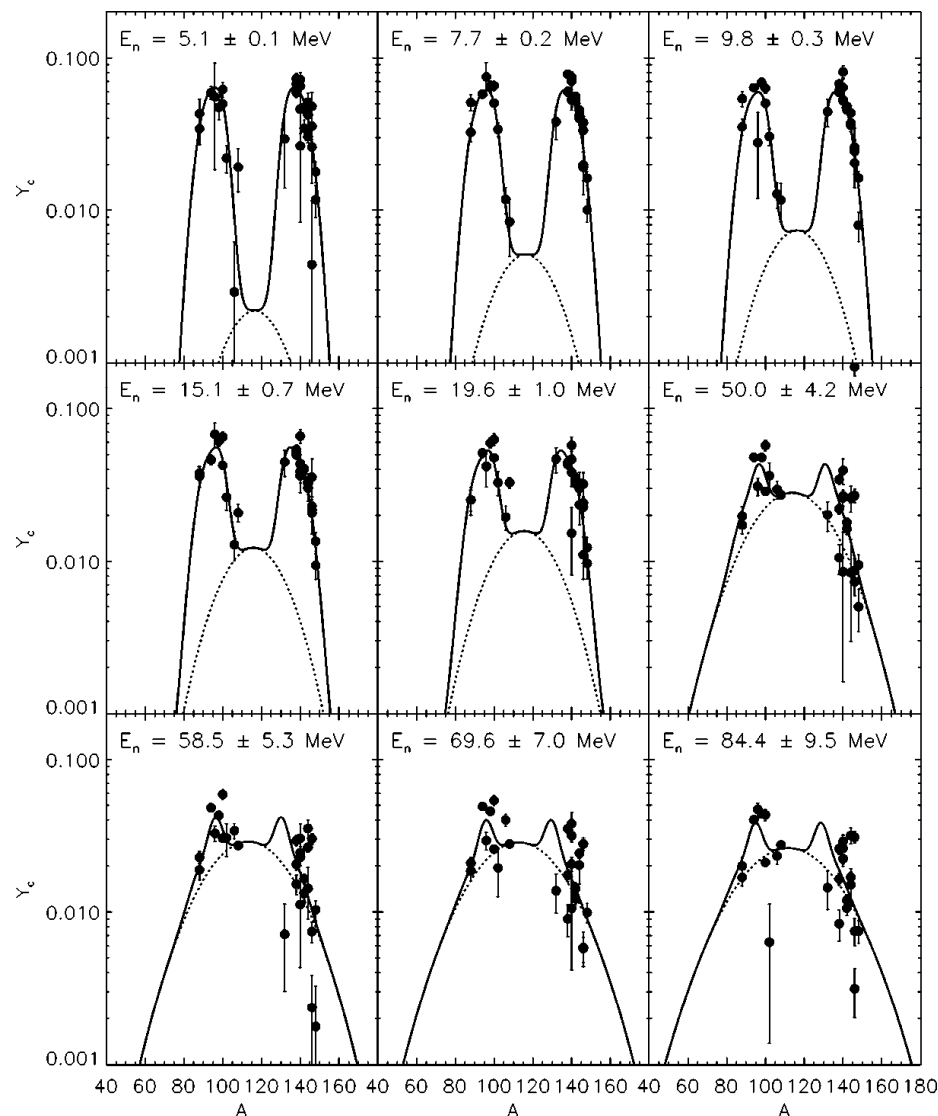 E_n = 5.1 ± 0.1 MeV
E_n = 7.7 ± 0.2 MeV
E_n = 9.8 ± 0.3 MeV
0.100
Y_c
0.010
0.001
E_n = 15.1 ± 0.7 MeV
E_n = 19.6 ± 1.0 MeV
E_n = 50.0 ± 4.2 MeV
0.100
Y_c
0.010
0.001
E_n = 58.5 ± 5.3 MeV
E_n = 69.6 ± 7.0 MeV
E_n = 84.4 ± 9.5 MeV
0.100
Y_c
0.010
0.001
40 60 80 100 120 140 160 40 60 80 100 120 140 160 40 60 80 100 120 140 160 180
A A A